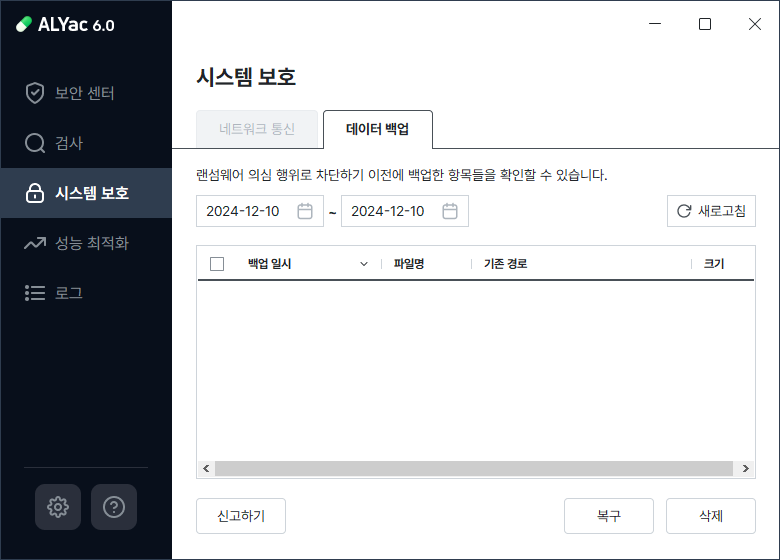 ALYac 6.0
보안 센터
검사
시스템 보호
성능 최적화
로그
시스템 보호
네트워크 통신
데이터 백업
랜섬웨어 의심 행위로 차단하기 이전에 백업한 항목들을 확인할 수 있습니다.
2024-12-10 ~ 2024-12-10 새로고침
백업 일시 파일명 기존 경로 크기
신고하기 복구 삭제